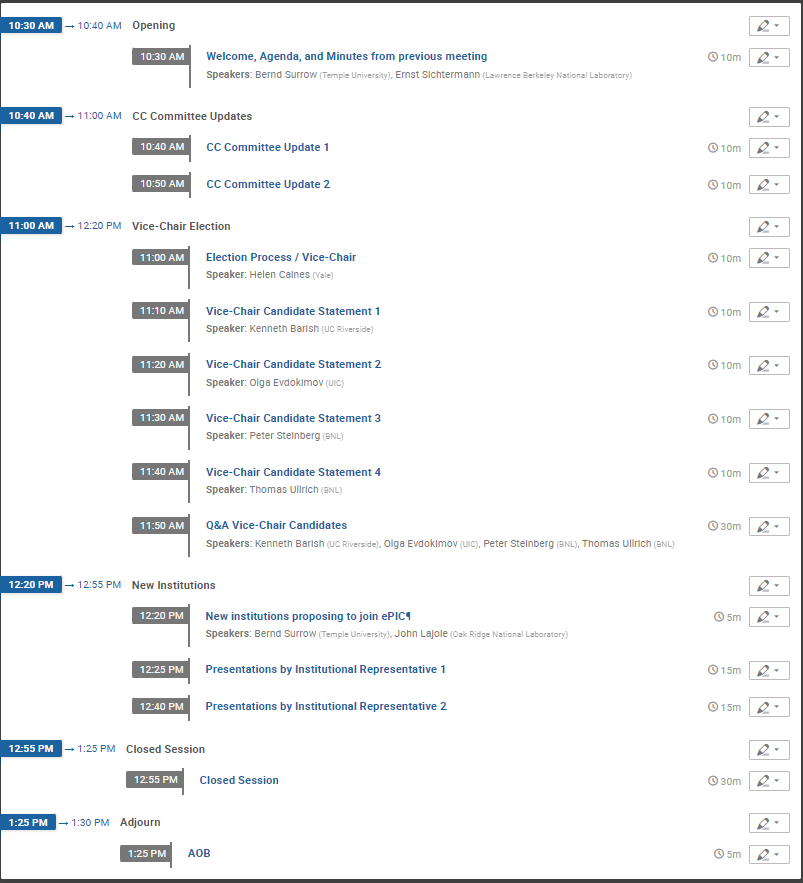 10:30 AM → 10:40 AM Opening
10:30 AM Welcome, Agenda, and Minutes from previous meeting 10m
Speakers: Bernd Surrow (Temple University), Ernst Sichtermann (Lawrence Berkeley National Laboratory)
10:40 AM → 11:00 AM CC Committee Updates
10:40 AM CC Committee Update 1 10m
10:50 AM CC Committee Update 2 10m
11:00 AM → 12:20 PM Vice-Chair Election
11:00 AM Election Process / Vice-Chair 10m
Speaker: Helen Caines (Yale)
11:10 AM Vice-Chair Candidate Statement 1 10m
Speaker: Kenneth Barish (UC Riverside)
11:20 AM Vice-Chair Candidate Statement 2 10m
Speaker: Olga Evdokimov (UIC)
11:30 AM Vice-Chair Candidate Statement 3 10m
Speaker: Peter Steinberg (BNL)
11:40 AM Vice-Chair Candidate Statement 4 10m
Speaker: Thomas Ullrich (BNL)
11:50 AM Q&A Vice-Chair Candidates 30m
Speakers: Kenneth Barish (UC Riverside), Olga Evdokimov (UIC), Peter Steinberg (BNL), Thomas Ullrich (BNL)
12:20 PM → 12:55 PM New Institutions
12:20 PM New institutions proposing to join ePIC¶ 5m
Speakers: Bernd Surrow (Temple University), John Lajoie (Oak Ridge National Laboratory)
12:25 PM Presentations by Institutional Representative 1 15m
12:40 PM Presentations by Institutional Representative 2 15m
12:55 PM → 1:25 PM Closed Session
12:55 PM Closed Session 30m
1:25 PM → 1:30 PM Adjourn
1:25 PM AOB 5m